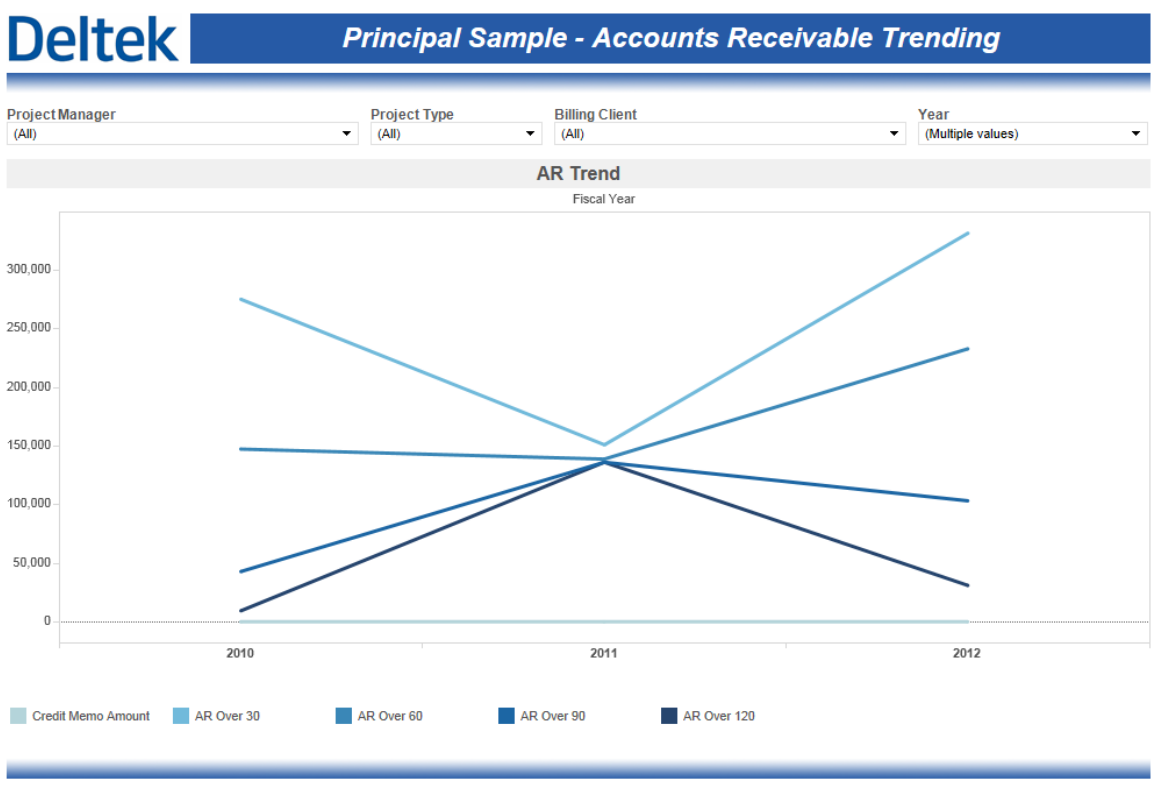 Deltek
Principal Sample - Accounts Receivable Trending
Project Manager
(All)
Project Type
(All)
Billing Client
(All)
Year
(Multiple values)
AR Trend
Fiscal Year
300,000
250,000
200,000
150,000
100,000
50,000
0
2010 2011 2012
Credit Memo Amount AR Over 30 AR Over 60 AR Over 90 AR Over 120